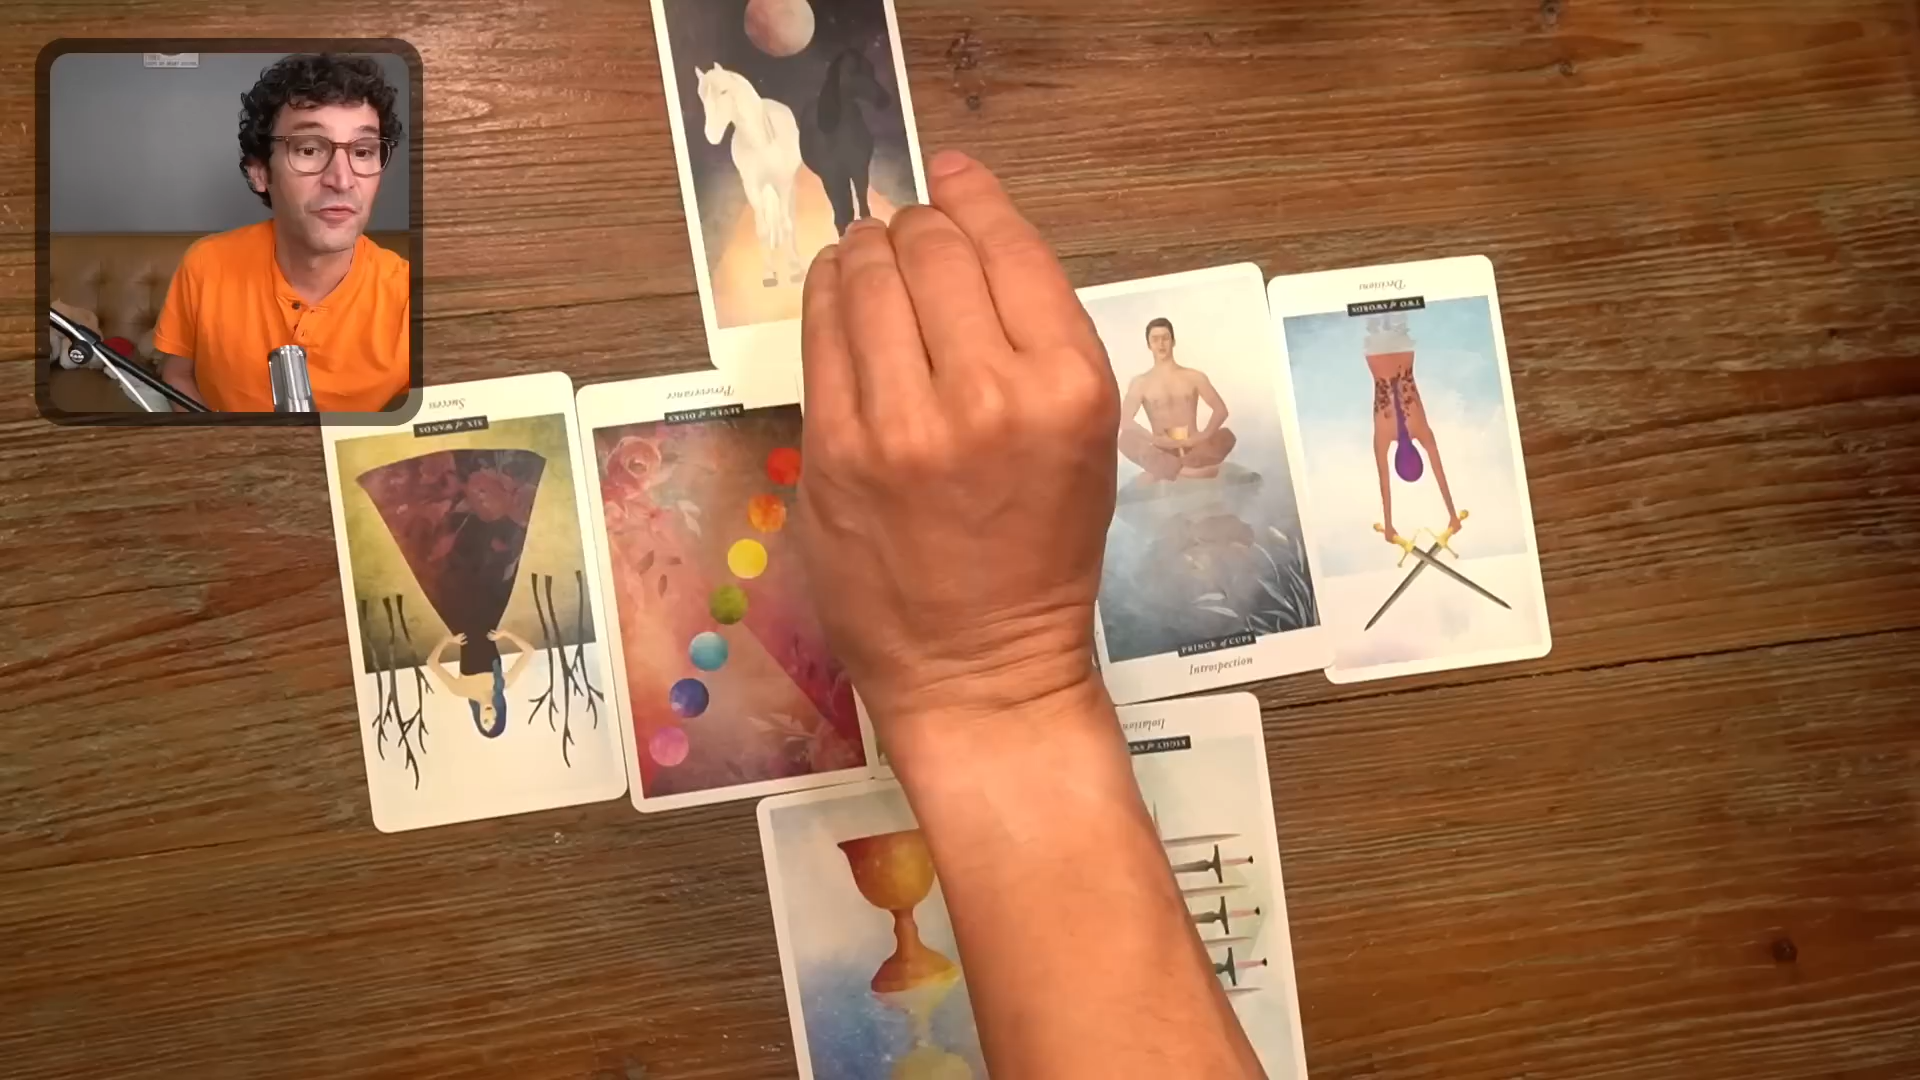 Success
SIX of WANDS
Perseverance
SEVEN of DISKS
PRINCE of CUPS
Introspection
Decisions
TWO of SWORDS
Isolation
EIGHT of